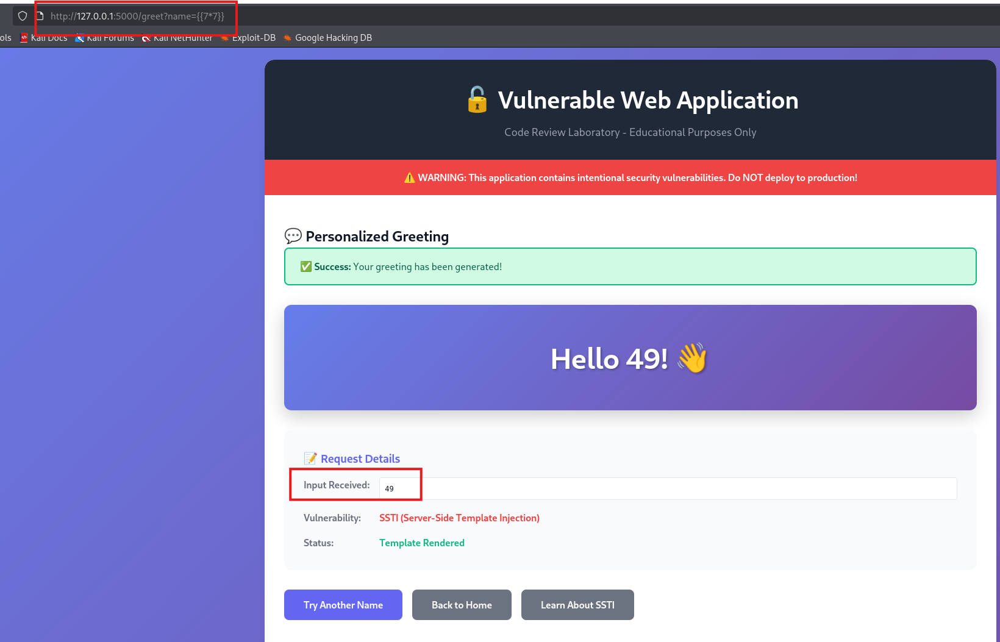 http://127.0.0.1:5000/greet?name={{7*7}}
ols Kali Docs Kali Forums Kali NetHunter Exploit-DB Google Hacking DB
🔓 Vulnerable Web Application
Code Review Laboratory - Educational Purposes Only
⚠️ WARNING: This application contains intentional security vulnerabilities. Do NOT deploy to production!
💬 Personalized Greeting
✅ Success: Your greeting has been generated!
Hello 49! 👋
📝 Request Details
Input Received: 49
Vulnerability: SSTI (Server-Side Template Injection)
Status: Template Rendered
Try Another Name Back to Home Learn About SSTI